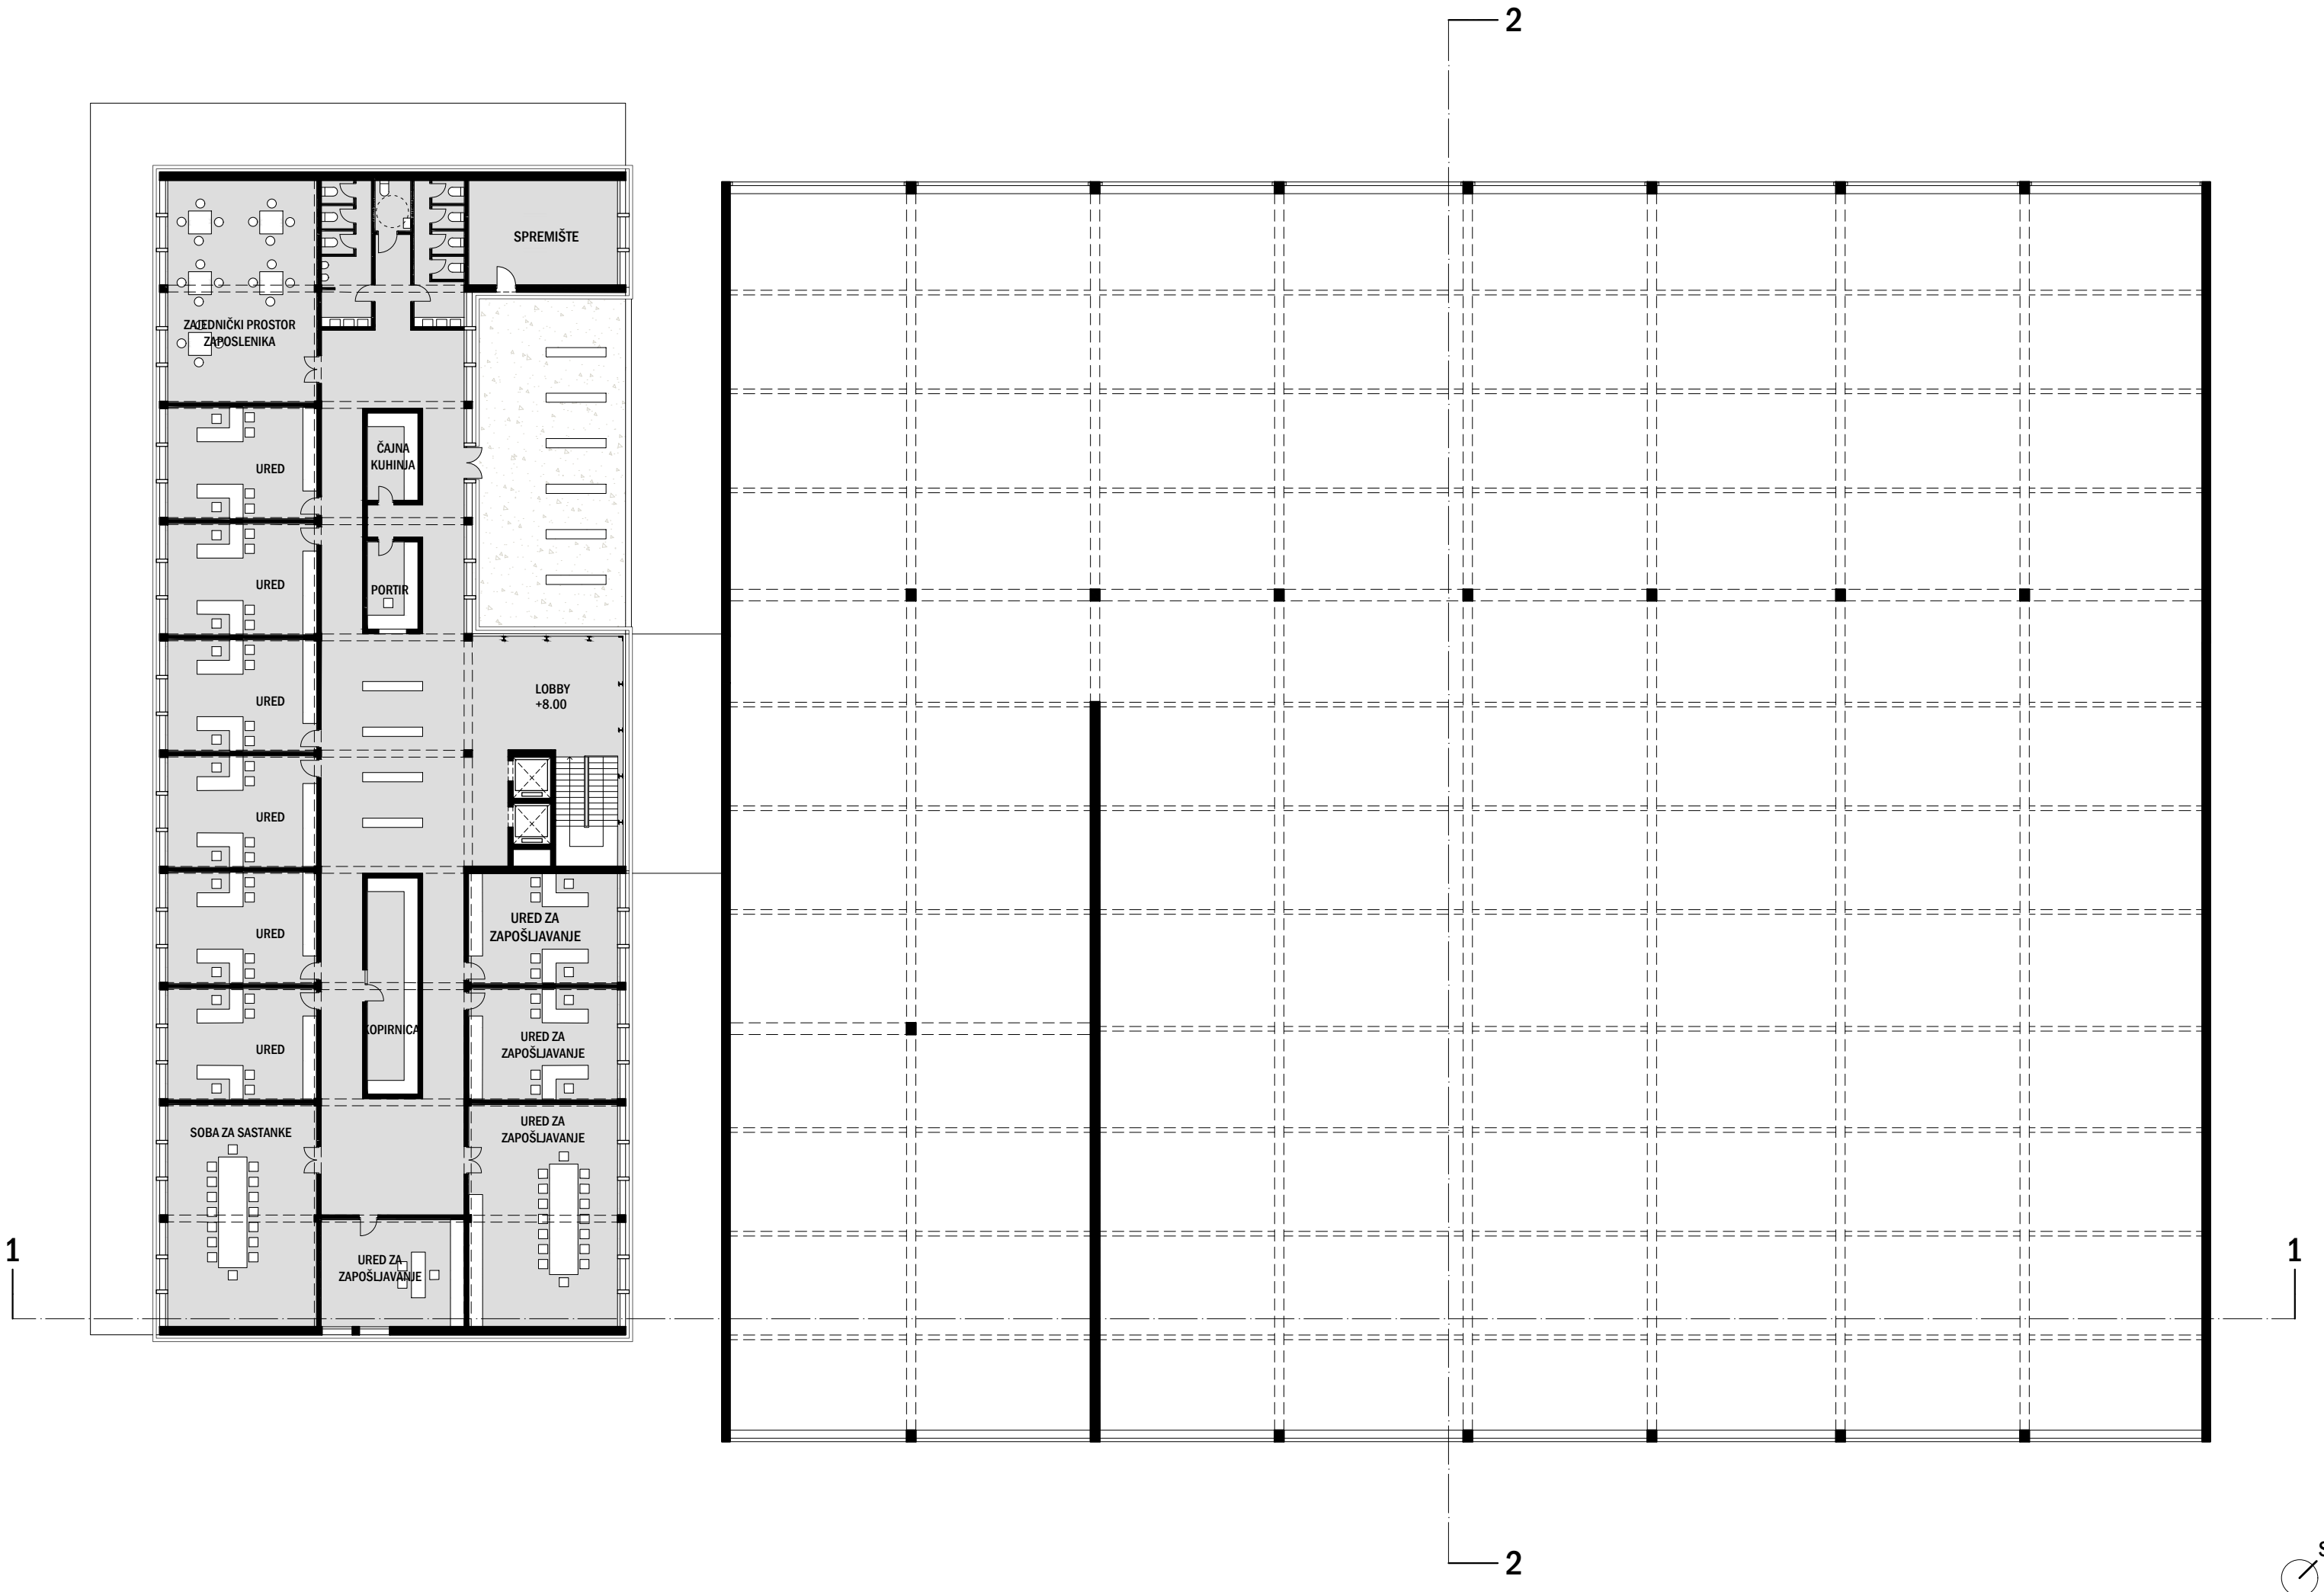 2
SPREMIŠTE
ZAJEDNIČKI PROSTOR
ZAPOSLENIKA
ČAJNA
KUHINJA
URED
URED
PORTIR
URED
LOBBY
+8.00
URED
URED
URED ZA
ZAPOŠLJAVANJE
KOPIRNICA
URED
URED ZA
ZAPOŠLJAVANJE
SOBA ZA SASTANKE
URED ZA
ZAPOŠLJAVANJE
1
URED ZA
ZAPOŠLJAVANJE
1
2
S